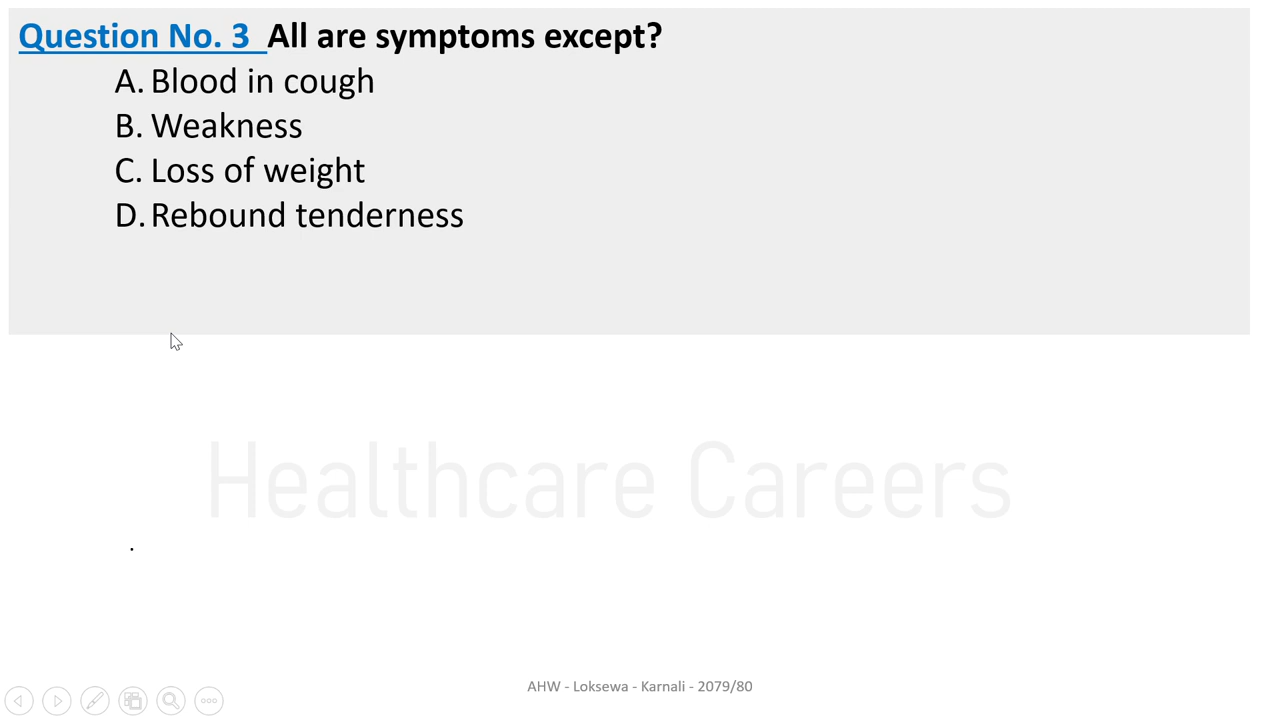 Question No. 3 All are symptoms except?
A. Blood in cough
B. Weakness
C. Loss of weight
D. Rebound tenderness
Healthcare Careers
.
AHW - Loksewa - Karnali - 2079/80